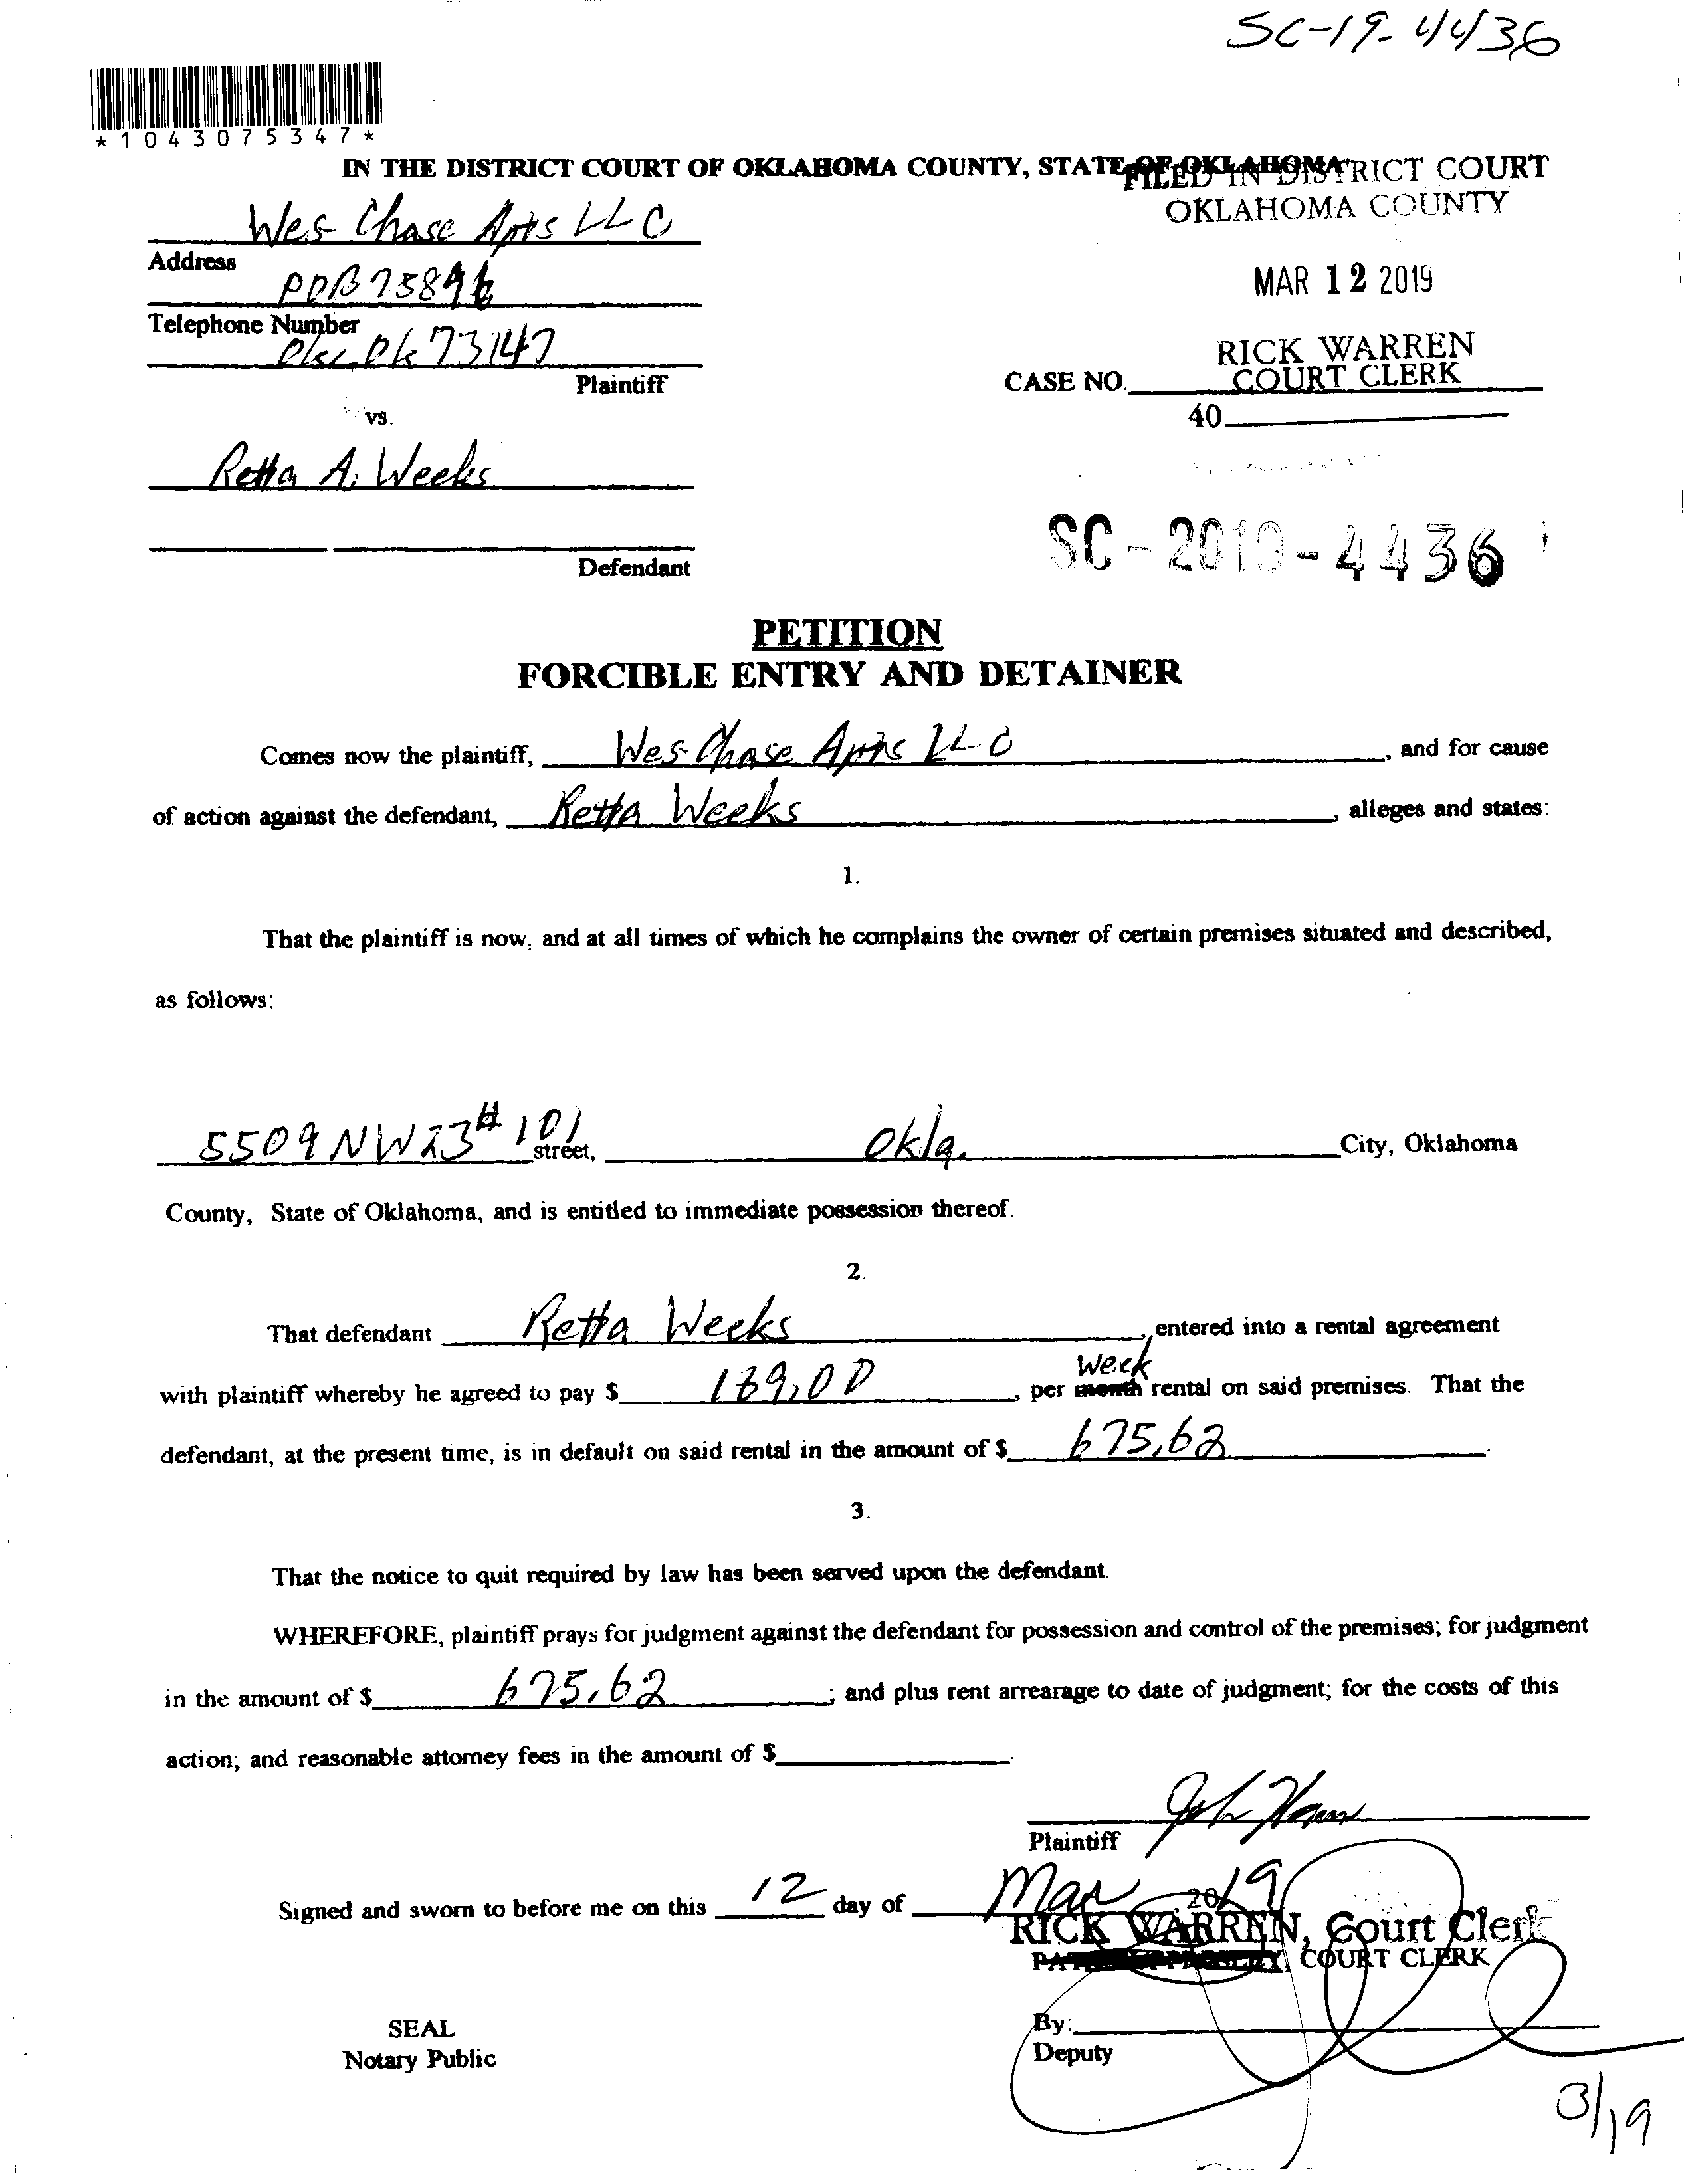 SC-19-4436
*1043075347*
IN THE DISTRICT COURT OF OKLAHOMA COUNTY, STATE OF OKLAHOMA
FILED IN DISTRICT COURT
OKLAHOMA COUNTY
Wes Chase Apts LLC
Address
POB 75896
MAR 12 2019
Telephone Number
Okc Ok 73147
Plaintiff
RICK WARREN
COURT CLERK
CASE NO.
40
vs.
Retta A. Weeks
SC-2019-4436
Defendant
PETITION
FORCIBLE ENTRY AND DETAINER
Comes now the plaintiff, Wes Chase Apts LLC, and for cause
of action against the defendant, Retta Weeks, alleges and states:
1.
That the plaintiff is now, and at all times of which he complains the owner of certain premises situated and described,
as follows:
5509 NW 23 # 101 street, Okla. City, Oklahoma
County, State of Oklahoma, and is entitled to immediate possession thereof.
2.
That defendant Retta Weeks, entered into a rental agreement
Week
with plaintiff whereby he agreed to pay $ 169.00, per month rental on said premises. That the
defendant, at the present time, is in default on said rental in the amount of $ 675.62.
3.
That the notice to quit required by law has been served upon the defendant.
WHEREFORE, plaintiff prays for judgment against the defendant for possession and control of the premises; for judgment
in the amount of $ 675.62; and plus rent arrearage to date of judgment; for the costs of this
action; and reasonable attorney fees in the amount of $
Plaintiff
Signed and sworn to before me on this 12 day of Mar 2019
RICK WARREN, Court Clerk
COURT CLERK
SEAL
Notary Public
By:
Deputy
3/19